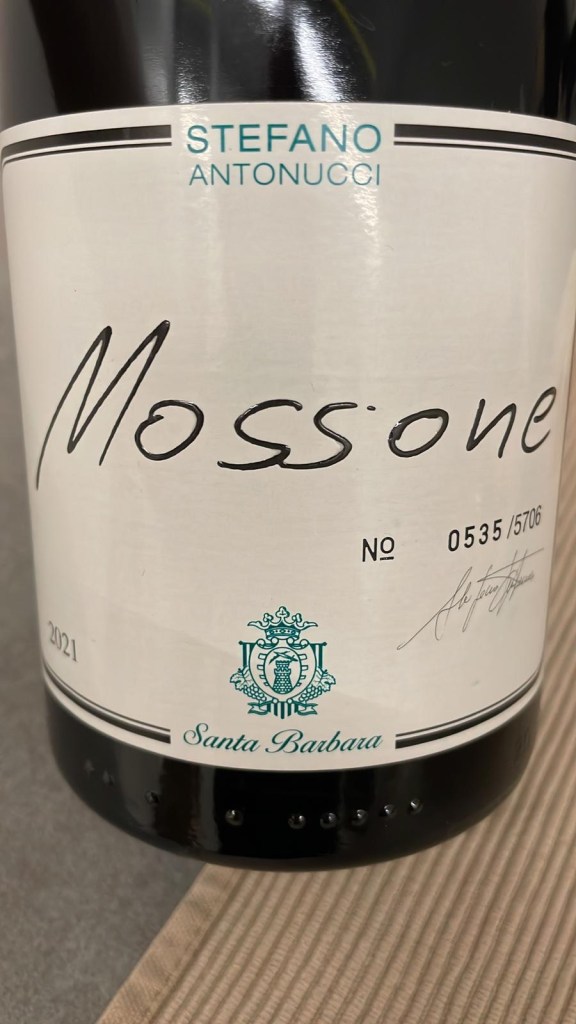 STEFANO
ANTONUCCI
Mossone
Nº 0535/5706
2021
Santa Barbara